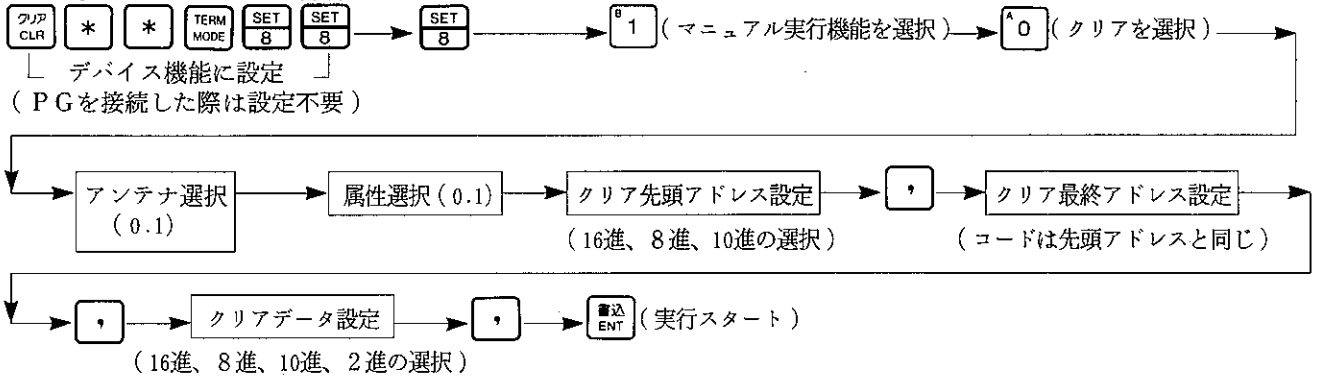 クリア CLR * * TERM MODE SET 8 SET 8 SET 8 B 1 (マニュアル実行機能を選択) A 0 (クリアを選択)
デバイス機能に設定
(PGを接続した際は設定不要)
アンテナ選択 (0.1) 属性選択(0.1) クリア先頭アドレス設定 , クリア最終アドレス設定
(16進、8進、10進の選択) (コードは先頭アドレスと同じ)
, クリアデータ設定 , 書込 ENT (実行スタート)
(16進、8進、10進、2進の選択)